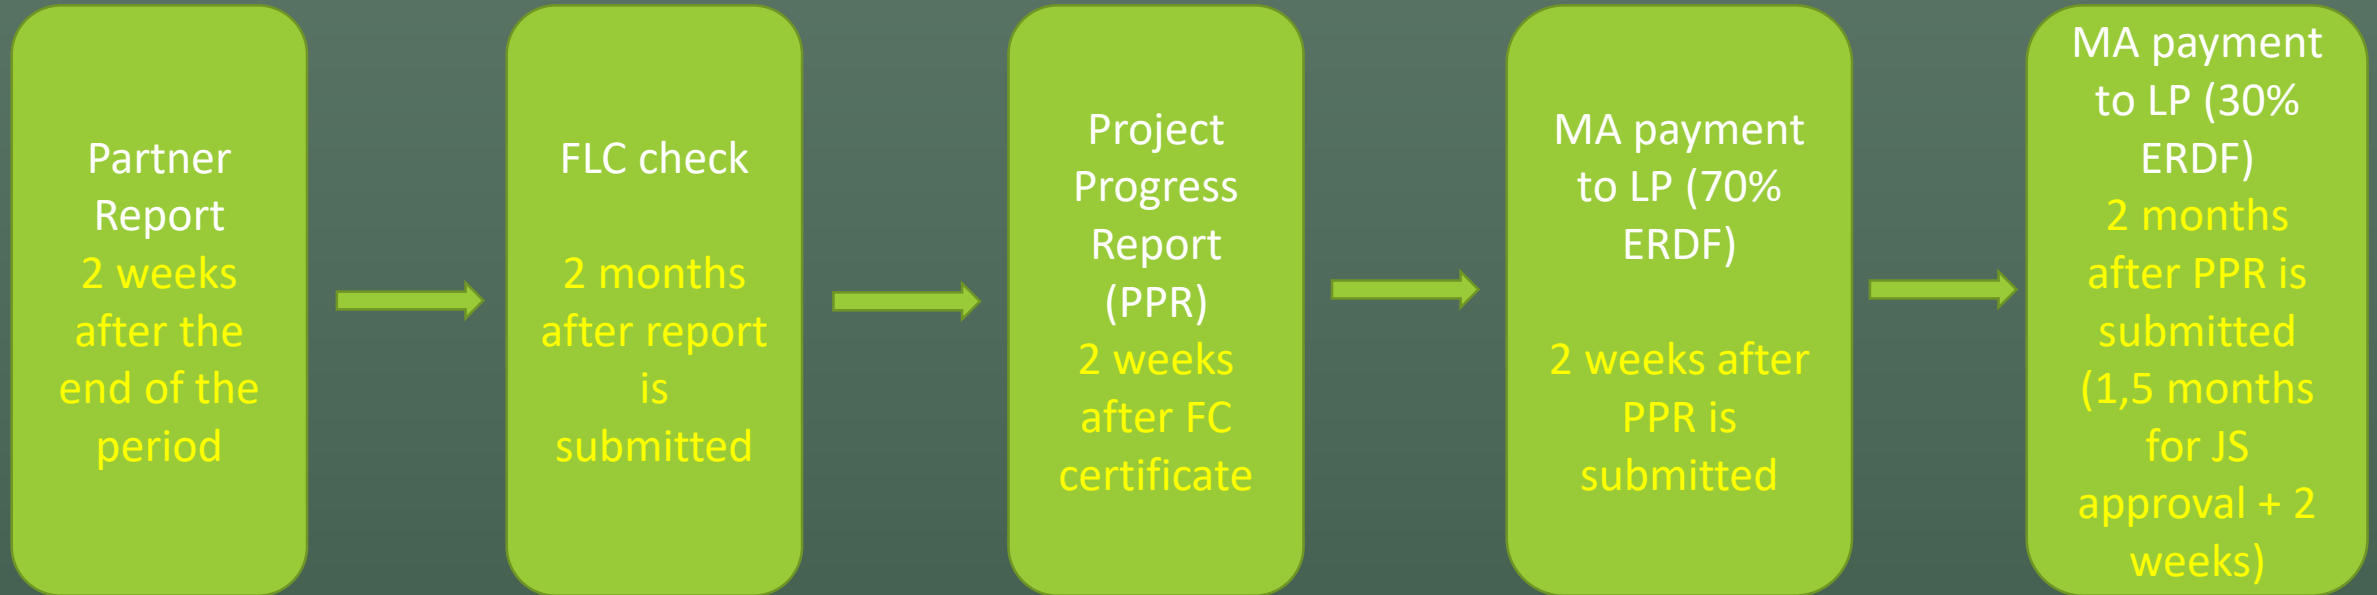 Partner
Report
2 weeks
after the
end of the
period
FLC check
2 months
after report
is
submitted
Project
Progress
Report
(PPR)
2 weeks
after FC
certificate
MA payment
to LP (70%
ERDF)
2 weeks after
PPR is
submitted
MA payment
to LP (30%
ERDF)
2 months
after PPR is
submitted
(1,5 months
for JS
approval + 2
weeks)